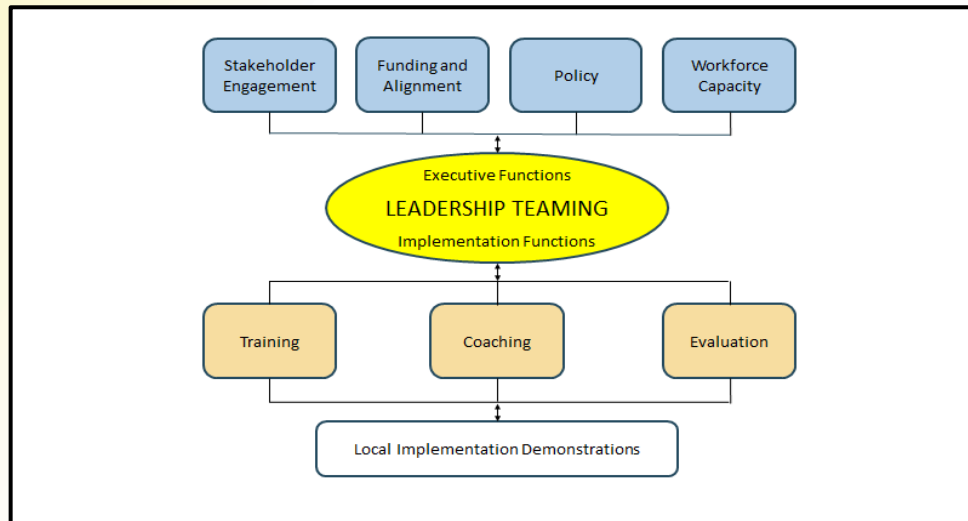 Stakeholder
Engagement
Funding and
Alignment
Policy
Workforce
Capacity
Executive Functions
LEADERSHIP TEAMING
Implementation Functions
Training
Coaching
Evaluation
Local Implementation Demonstrations